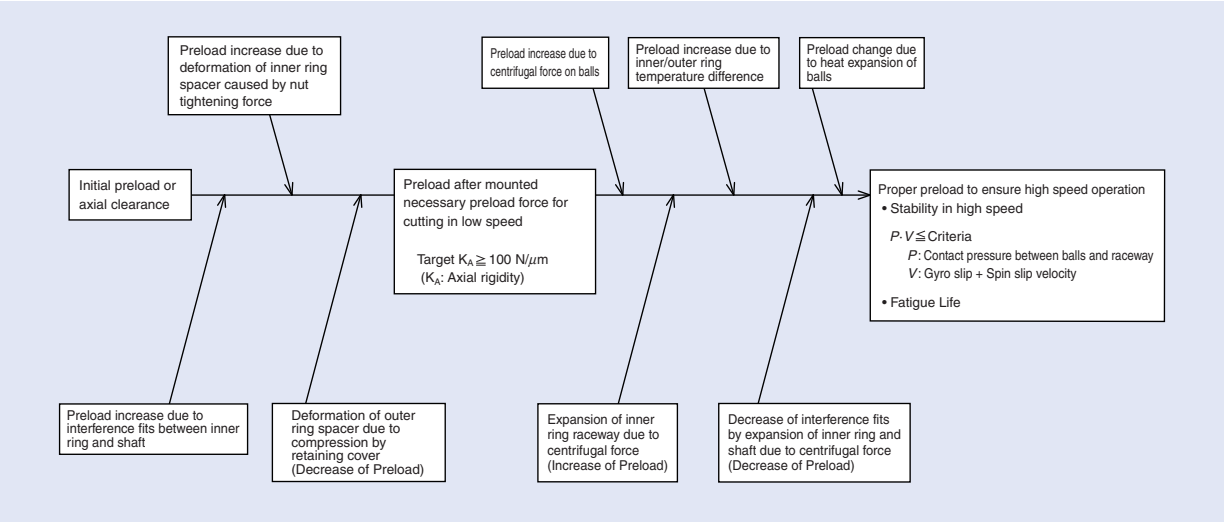 Preload increase due to
deformation of inner ring
spacer caused by nut
tightening force
Preload increase due to
centrifugal force on balls
Preload increase due to
inner/outer ring
temperature difference
Preload change due
to heat expansion of
balls
Initial preload or
axial clearance
Preload after mounted
necessary preload force for
cutting in low speed
Target KA ≧ 100 N/μm
(KA: Axial rigidity)
Proper preload to ensure high speed operation
• Stability in high speed
P·V≦Criteria
P: Contact pressure between balls and raceway
V: Gyro slip + Spin slip velocity
• Fatigue Life
Preload increase due to
interference fits between inner
ring and shaft
Deformation of outer
ring spacer due to
compression by
retaining cover
(Decrease of Preload)
Expansion of inner
ring raceway due to
centrifugal force
(Increase of Preload)
Decrease of interference fits
by expansion of inner ring and
shaft due to centrifugal force
(Decrease of Preload)